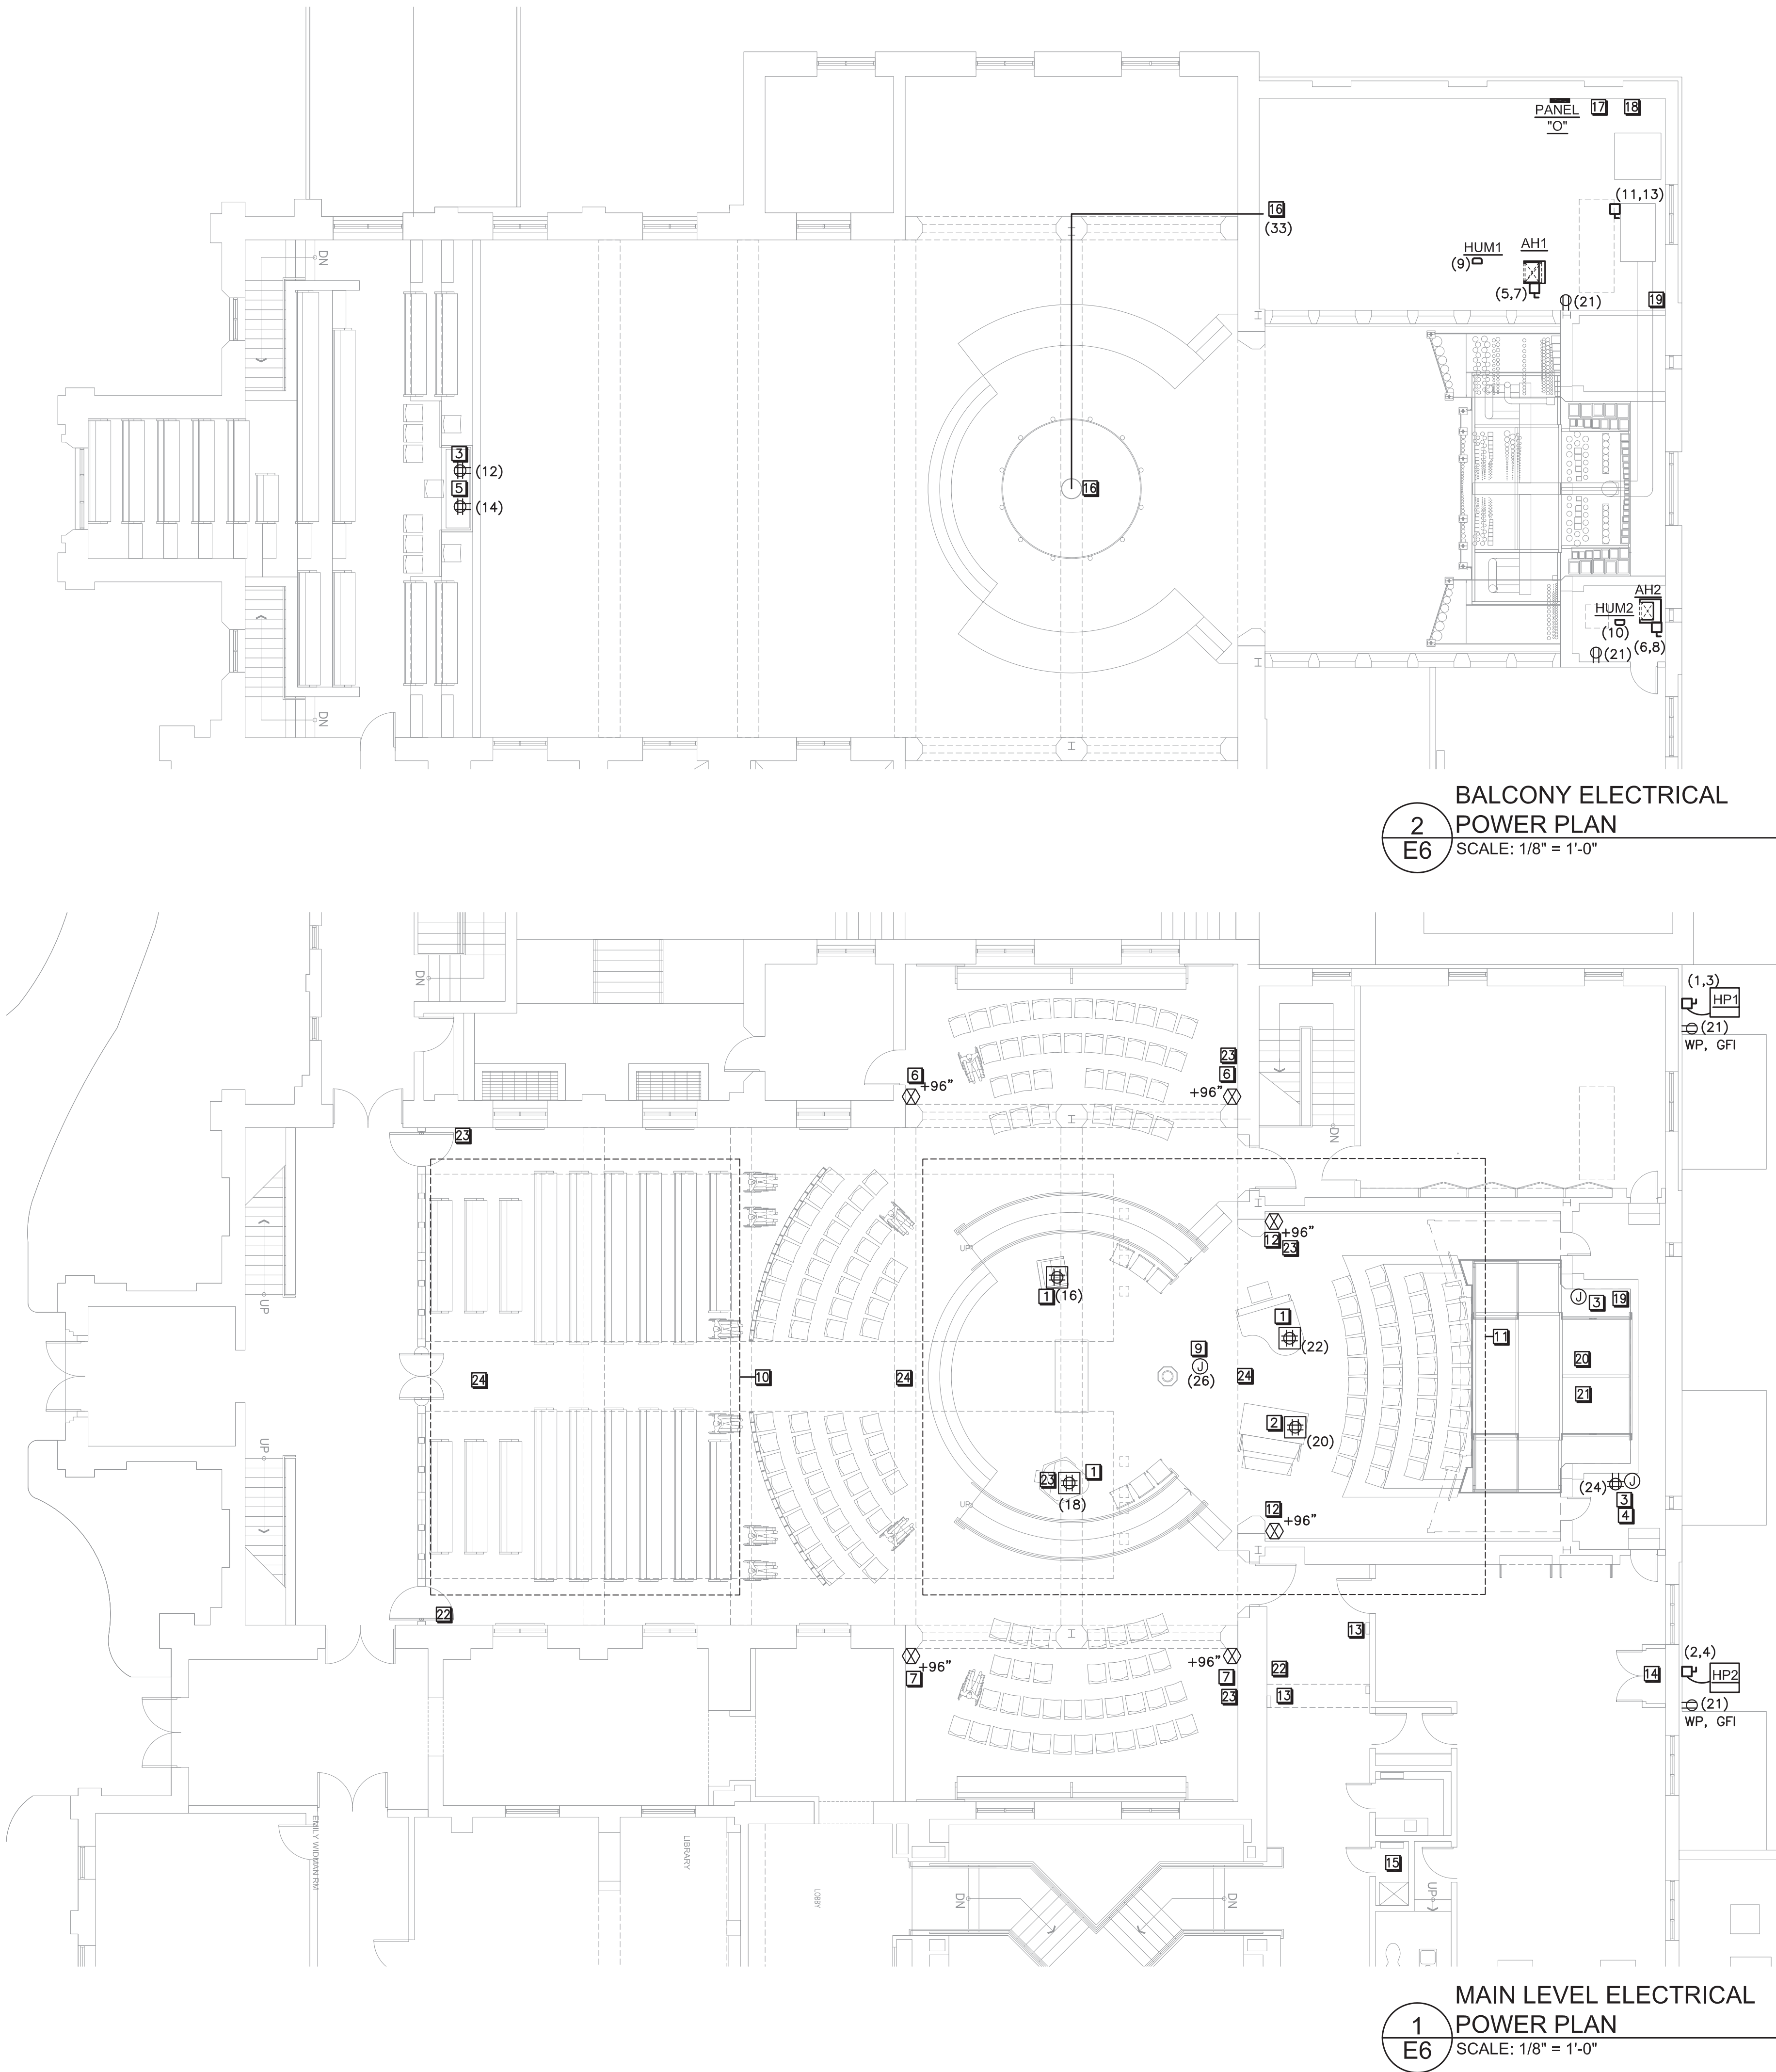 PANEL 17 18
"O"
(11,13)
16
(33)
HUM1 AH1
(9)
(5,7)
(21) 19
DN
3
(12)
5
(14)
16
AH2
HUM2
(10)
(6,8)
(21)
DN
2
E6
BALCONY ELECTRICAL
POWER PLAN
SCALE: 1/8" = 1'-0"
DN
(1,3)
HP1
(21)
WP, GFI
6
+96"
23
6
+96"
23
DN
+96"
12
23
UP
UP
1 (16)
3 19
1
(22)
11
9
J
(26)
24
10
24
24
20
21
2
(20)
UP
23 1
(18)
UP
J
(24)
3
4
12
+96"
22
13
+96"
7
+96"
7
23
22
13
(2,4)
14
HP2
(21)
WP, GFI
EMILY WIDMAN RM
LIBRARY
LOBBY
DN
DN
15
UP
1
E6
MAIN LEVEL ELECTRICAL
POWER PLAN
SCALE: 1/8" = 1'-0"
J